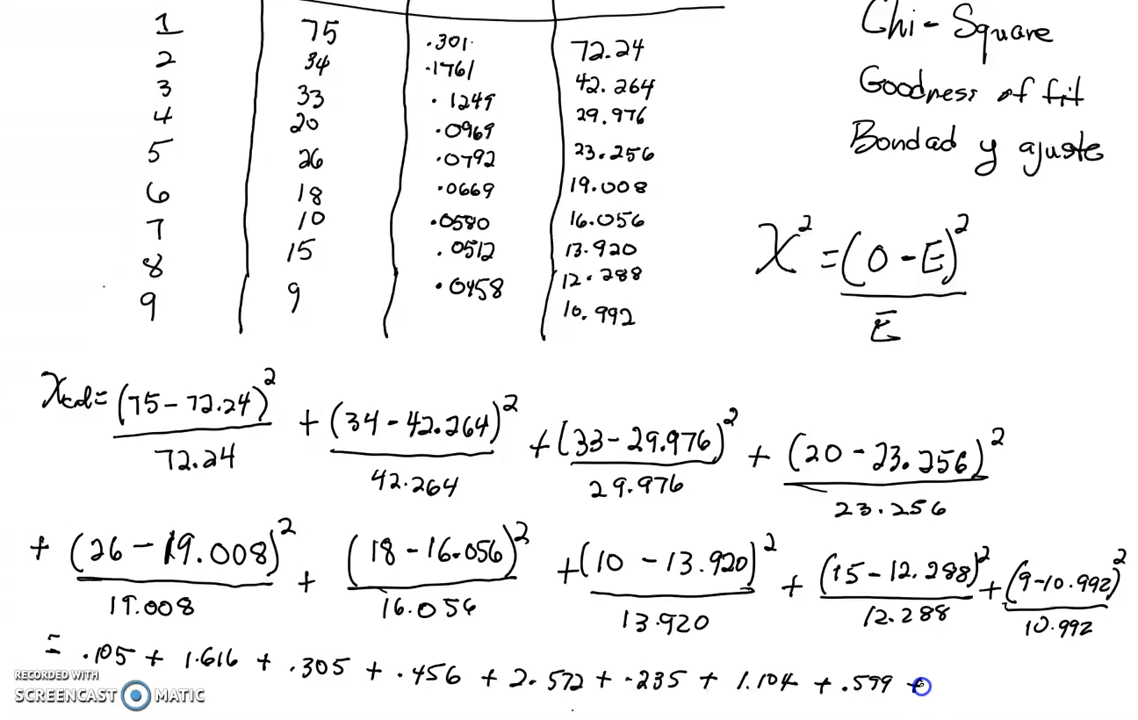 1 75 .301 72.24
2 34 .1761 42.264
3 33 .1249 29.976
4 20 .0969 23.256
5 26 .0792 19.008
6 18 .0669 16.056
7 10 .0580 13.920
8 15 .0512 12.288
9 9 .0458 10.992
Chi-Square
Goodness of fit
Bondad y ajuste
χ² = (O - E)² / E
χcal = (75 - 72.24)² / 72.24 + (34 - 42.264)² / 42.264 + (33 - 29.976)² / 29.976 + (20 - 23.256)² / 23.256
+ (26 - 19.008)² / 19.008 + (18 - 16.056)² / 16.056 + (10 - 13.920)² / 13.920 + (15 - 12.288)² / 12.288 + (9 - 10.992)² / 10.992
= .105 + 1.616 + .305 + .456 + 2.572 + .235 + 1.104 + .599 +
RECORDED WITH
SCREENCAST MATIC